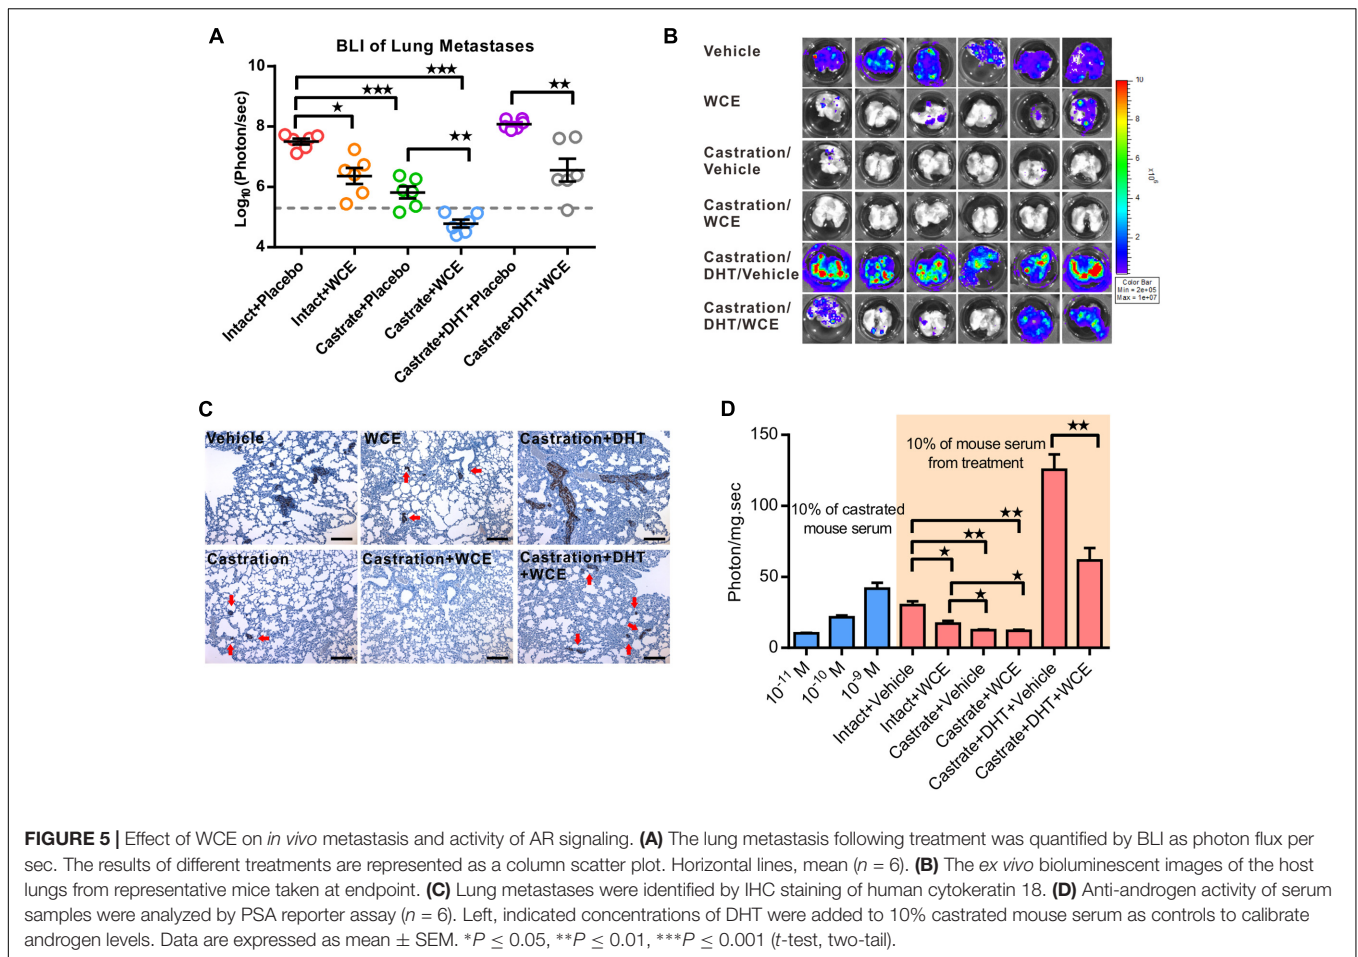 A
BLI of Lung Metastases
Log10 (Photon/sec)
10
8
6
4
★★★
★★★
★
★★
★★
Intact+Placebo
Intact+WCE
Castrate+Placebo
Castrate+WCE
Castrate+DHT+Placebo
Castrate+DHT+WCE
B
Vehicle
WCE
Castration/
Vehicle
Castration/
WCE
Castration/
DHT/Vehicle
Castration/
DHT/WCE
10
8
6
4
2
x10⁶
Color Bar
Min = 2e+05
Max = 1e+07
C
Vehicle
WCE
Castration+DHT
Castration
Castration+WCE
Castration+DHT
+WCE
D
Photon/mg.sec
150
100
50
0
10% of castrated
mouse serum
10% of mouse serum
from treatment
★★
★★
★★
★
★
★
10⁻¹¹ M
10⁻¹⁰ M
10⁻⁹ M
Intact+Vehicle
Intact+WCE
Castrate+Vehicle
Castrate+WCE
Castrate+DHT+Vehicle
Castrate+DHT+WCE
FIGURE 5 | Effect of WCE on in vivo metastasis and activity of AR signaling. (A) The lung metastasis following treatment was quantified by BLI as photon flux per
sec. The results of different treatments are represented as a column scatter plot. Horizontal lines, mean (n = 6). (B) The ex vivo bioluminescent images of the host
lungs from representative mice taken at endpoint. (C) Lung metastases were identified by IHC staining of human cytokeratin 18. (D) Anti-androgen activity of serum
samples were analyzed by PSA reporter assay (n = 6). Left, indicated concentrations of DHT were added to 10% castrated mouse serum as controls to calibrate
androgen levels. Data are expressed as mean ± SEM. *P ≤ 0.05, **P ≤ 0.01, ***P ≤ 0.001 (t-test, two-tail).